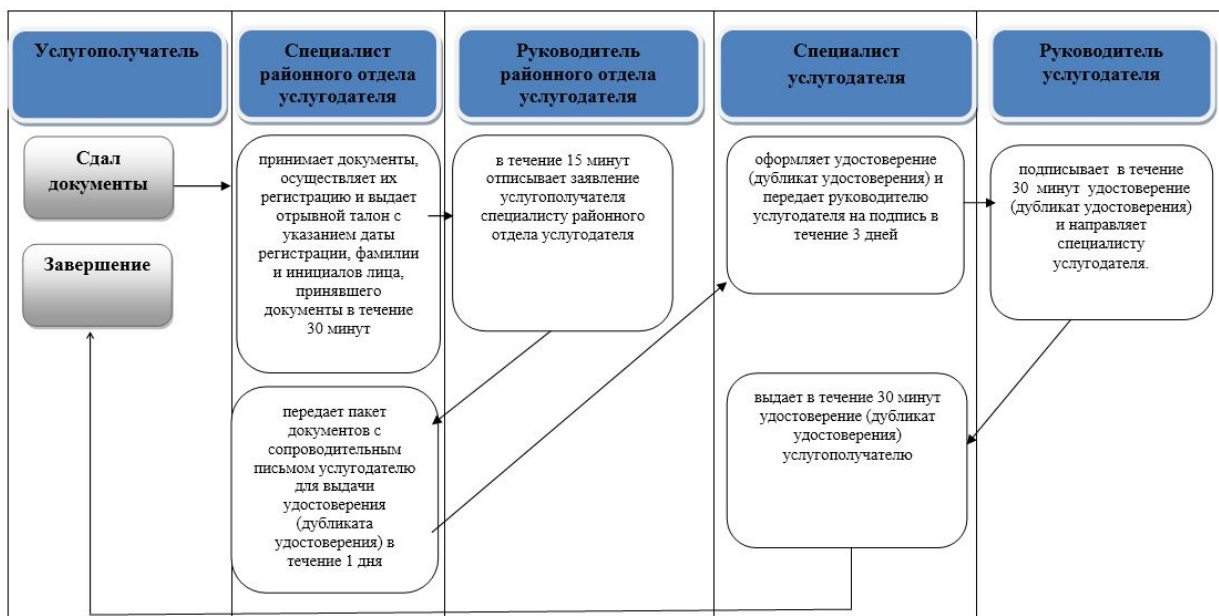 Услугополучатель
Специалист
районного отдела
услугодателя
Руководитель
районного отдела
услугодателя
Специалист
услугодателя
Руководитель
услугодателя
Сдал
документы
принимает документы,
осуществляет их
регистрацию и выдает
отрывной талон с
указанием даты
регистрации, фамилии
и инициалов лица,
принявшего
документы в течение
30 минут
в течение 15 минут
отписывает заявление
услугополучателя
специалисту районного
отдела услугодателя
оформляет удостоверение
(дубликат удостоверения) и
передает руководителю
услугодателя на подпись в
течение 3 дней
подписывает в течение
30 минут удостоверение
(дубликат удостоверения)
и направляет
специалисту
услугодателя.
Завершение
передает пакет
документов с
сопроводительным
письмом услугодателю
для выдачи
удостоверения
(дубликата
удостоверения) в
течение 1 дня
выдает в течение 30 минут
удостоверение (дубликат
удостоверения)
услугополучателю